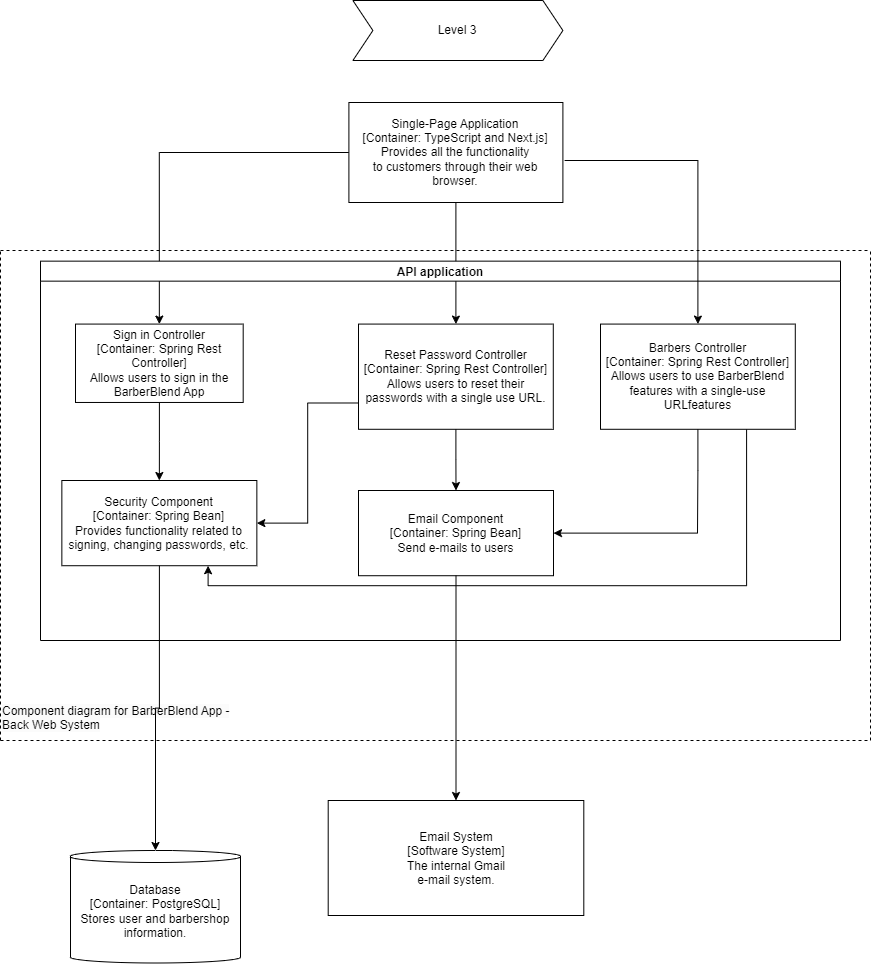 Level 3
Single-Page Application
[Container: TypeScript and Next.js]
Provides all the functionality
to customers through their web
browser.
API application
Sign in Controller
[Container: Spring Rest
Controller]
Allows users to sign in the
BarberBlend App
Reset Password Controller
[Container: Spring Rest Controller]
Allows users to reset their
passwords with a single use URL.
Barbers Controller
[Container: Spring Rest Controller]
Allows users to use BarberBlend
features with a single-use
URLfeatures
Security Component
[Container: Spring Bean]
Provides functionality related to
signing, changing passwords, etc.
Email Component
[Container: Spring Bean]
Send e-mails to users
Component diagram for BarberBlend App -
Back Web System
Email System
[Software System]
The internal Gmail
e-mail system.
Database
[Container: PostgreSQL]
Stores user and barbershop
information.